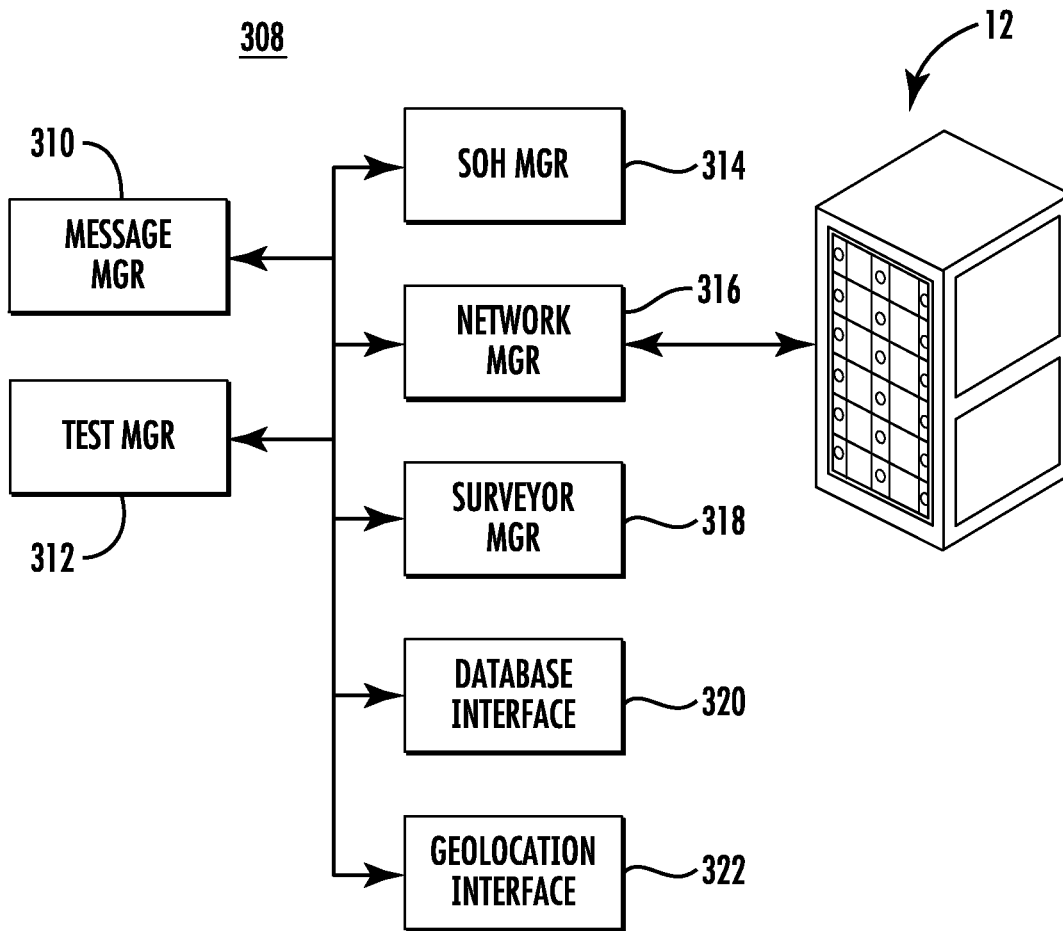 308
12
310
MESSAGE
MGR
SOH MGR
314
NETWORK
MGR
316
TEST MGR
312
SURVEYOR
MGR
318
DATABASE
INTERFACE
320
GEOLOCATION
INTERFACE
322